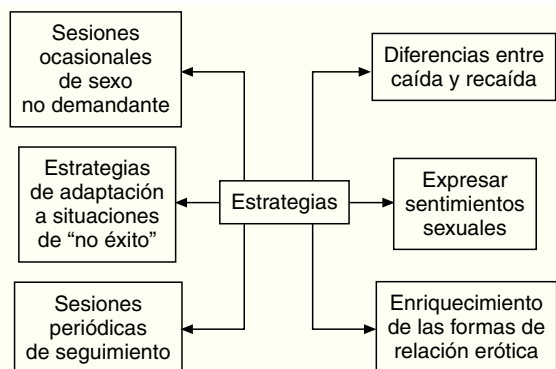 Sesiones
ocasionales
de sexo
no demandante
Diferencias entre
caída y recaída
Estrategias
de adaptación
a situaciones
de “no éxito”
Estrategias
Expresar
sentimientos
sexuales
Sesiones
periódicas
de seguimiento
Enriquecimiento
de las formas de
relación erótica